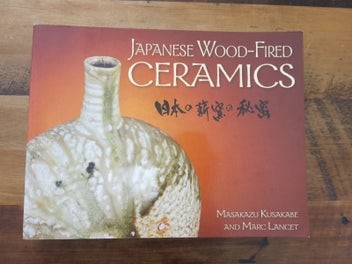 JAPANESE WOOD-FIRED
CERAMICS
日本の薪窯の秘密
MASAKAZU KUSAKABE
AND MARC LANCET